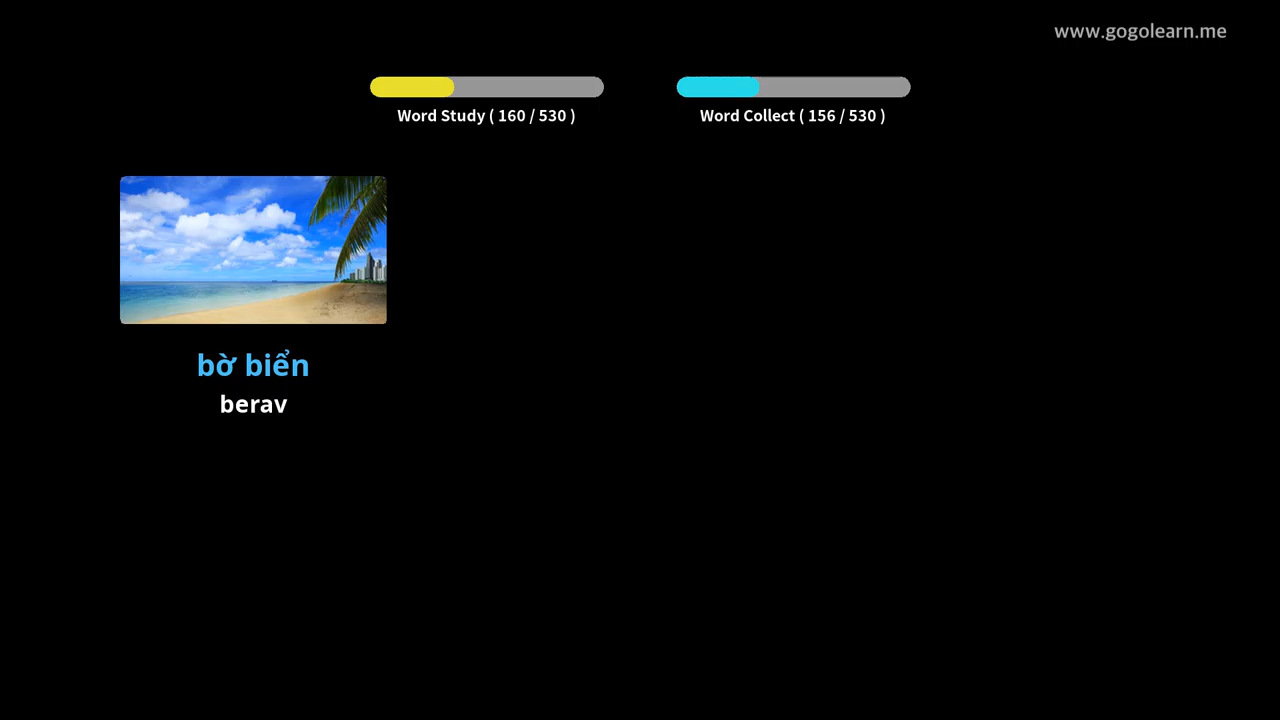 www.gogolearn.me
Word Study ( 160 / 530 )
Word Collect ( 156 / 530 )
bờ biển
berav